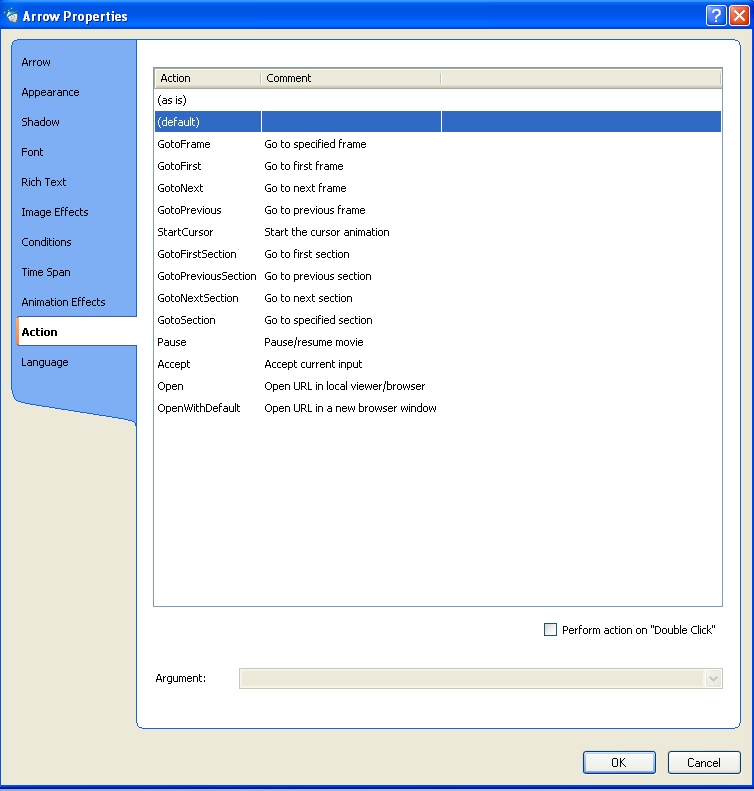 Arrow Properties
Arrow
Appearance
Shadow
Font
Rich Text
Image Effects
Conditions
Time Span
Animation Effects
Action
Language
Action Comment
(as is)
(default)
GotoFrame Go to specified frame
GotoFirst Go to first frame
GotoNext Go to next frame
GotoPrevious Go to previous frame
StartCursor Start the cursor animation
GotoFirstSection Go to first section
GotoPreviousSection Go to previous section
GotoNextSection Go to next section
GotoSection Go to specified section
Pause Pause/resume movie
Accept Accept current input
Open Open URL in local viewer/browser
OpenWithDefault Open URL in a new browser window
Perform action on "Double Click"
Argument:
OK Cancel